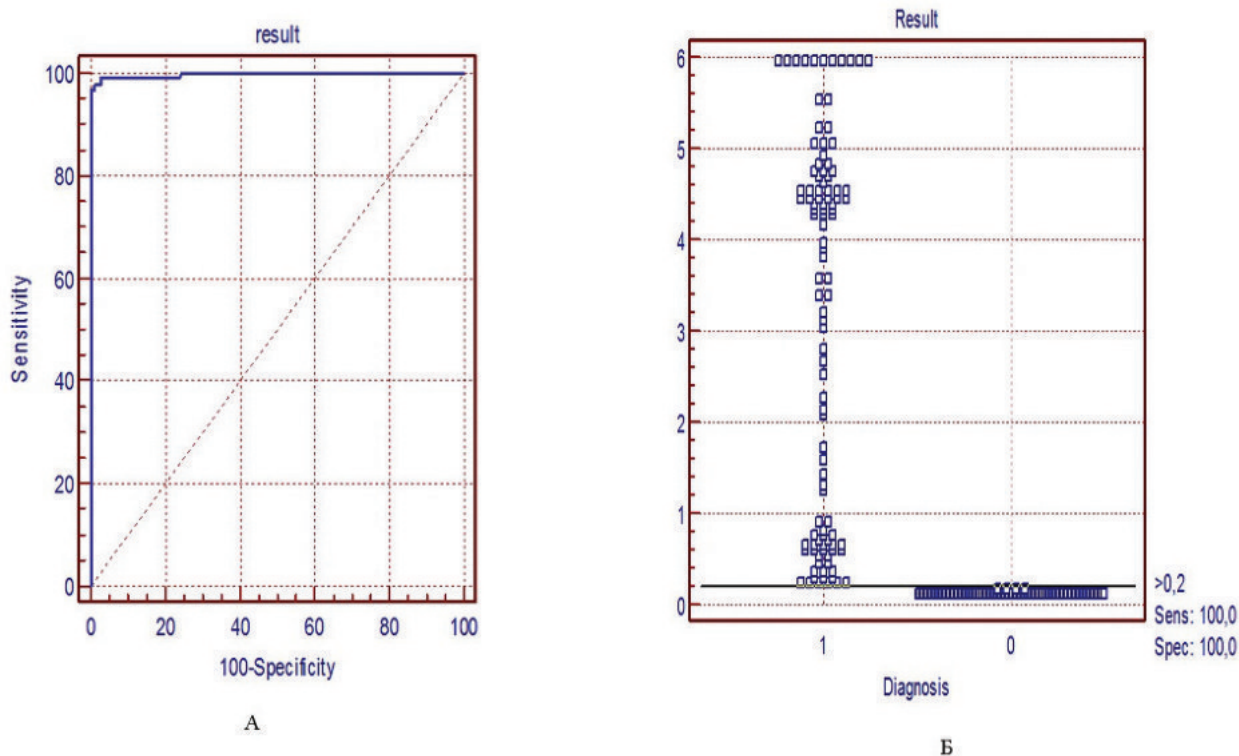 result
100
80
60
40
20
0
Sensitivity
0 20 40 60 80 100
100-Specificity
А
Result
6
5
4
3
2
1
0
>0,2
Sens: 100,0
Spec: 100,0
1 0
Diagnosis
Б